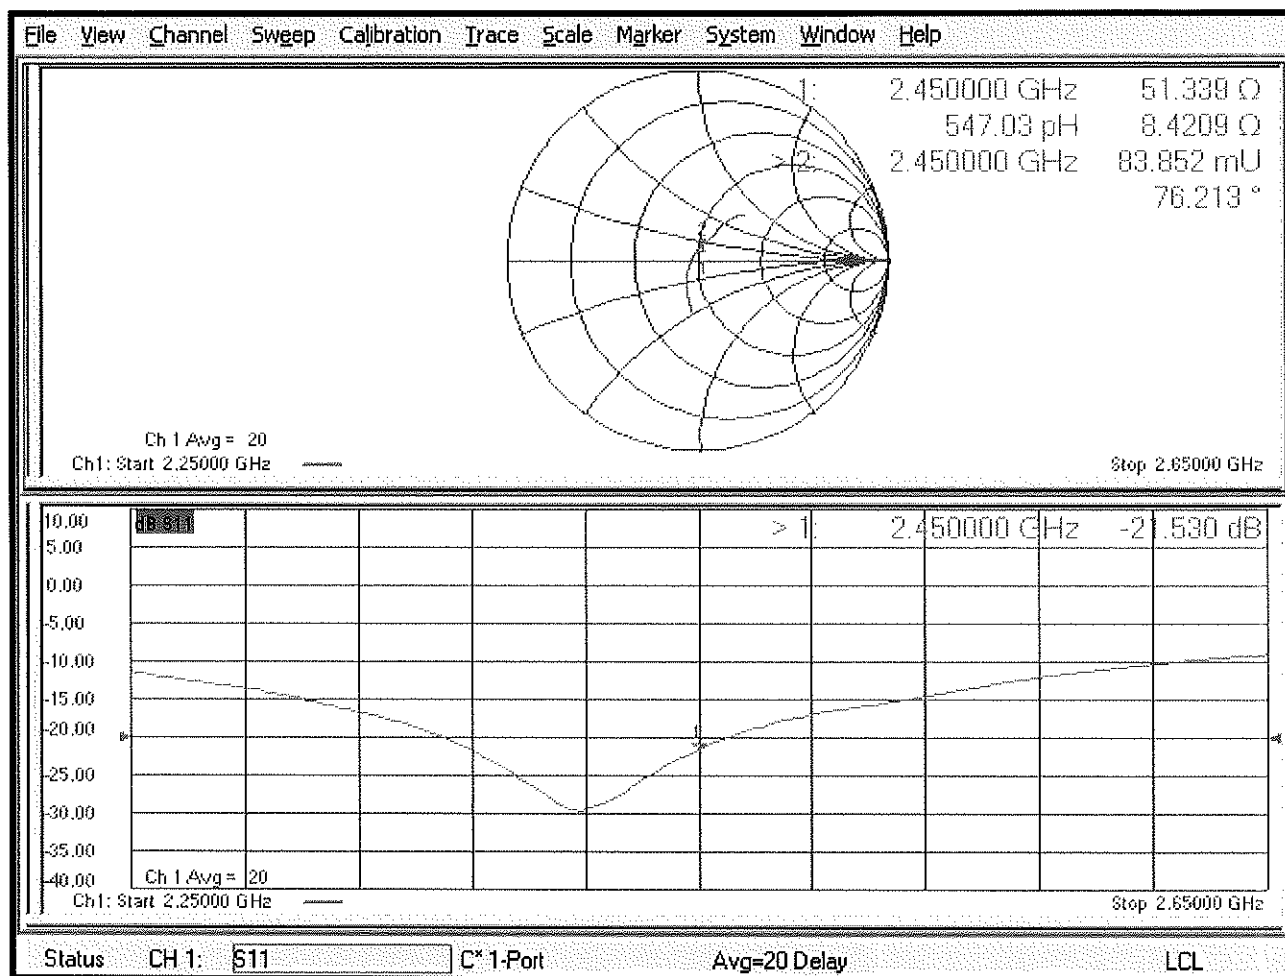 File View Channel Sweep Calibration Trace Scale Marker System Window Help
1: 2.450000 GHz 51.339 Ω
547.03 pH 8.4209 Ω
> 2: 2.450000 GHz 83.852 mU
76.213 °
Ch 1 Avg = 20
Ch1: Start 2.25000 GHz Stop 2.65000 GHz
10.00 dB S11 > 1: 2.450000 GHz -21.530 dB
5.00
0.00
-5.00
-10.00
-15.00
-20.00
1
-25.00
-30.00
-35.00
-40.00 Ch 1 Avg = 20
Ch1: Start 2.25000 GHz Stop 2.65000 GHz
Status CH 1: S11 C* 1-Port Avg=20 Delay LCL